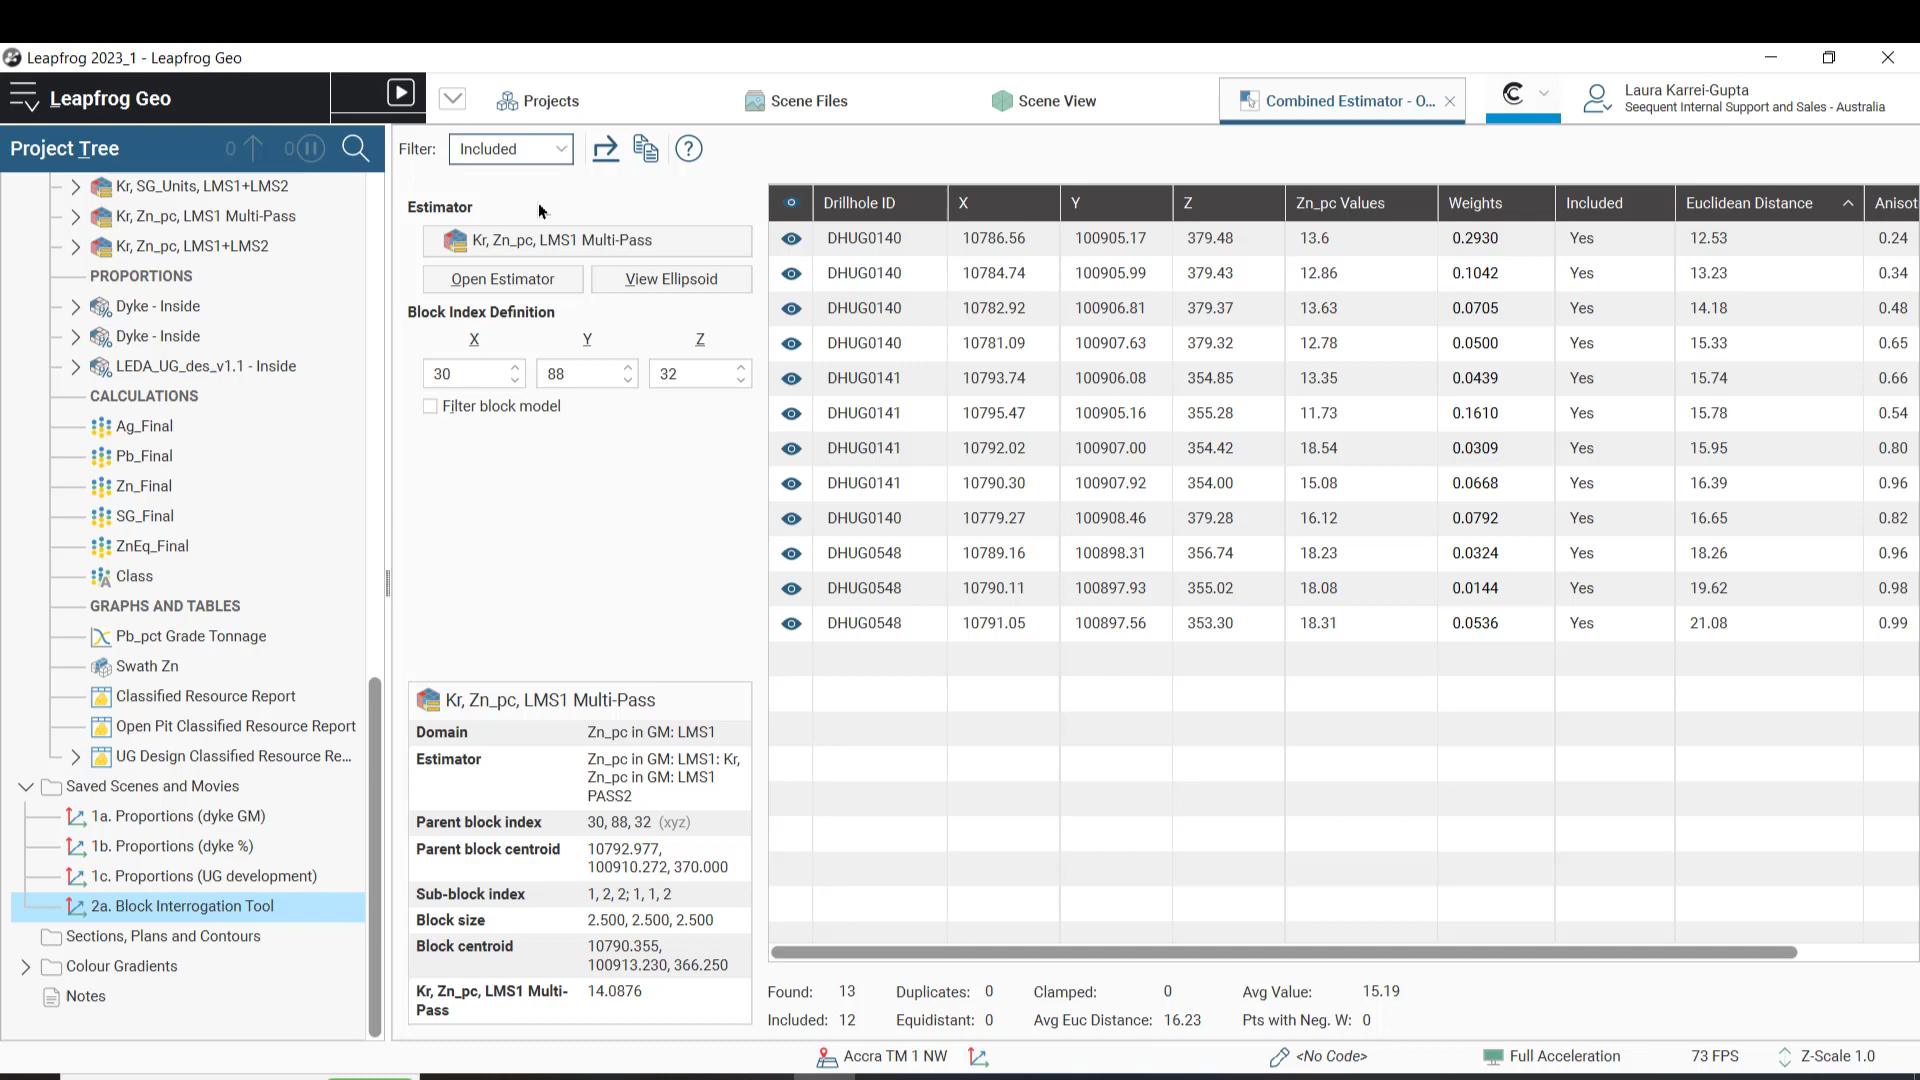 Leapfrog 2023_1 - Leapfrog Geo
Leapfrog Geo
Projects
Scene Files
Scene View
Combined Estimator - O...
Laura Karrei-Gupta
Seequent Internal Support and Sales - Australia
Project Tree
0
0
Kr, SG_Units, LMS1+LMS2
Kr, Zn_pc, LMS1 Multi-Pass
Kr, Zn_pc, LMS1+LMS2
PROPORTIONS
Dyke - Inside
Dyke - Inside
LEDA_UG_des_v1.1 - Inside
CALCULATIONS
Ag_Final
Pb_Final
Zn_Final
SG_Final
ZnEq_Final
Class
GRAPHS AND TABLES
Pb_pct Grade Tonnage
Swath Zn
Classified Resource Report
Open Pit Classified Resource Report
UG Design Classified Resource Re...
Saved Scenes and Movies
1a. Proportions (dyke GM)
1b. Proportions (dyke %)
1c. Proportions (UG development)
2a. Block Interrogation Tool
Sections, Plans and Contours
Colour Gradients
Notes
Filter: Included
Estimator
Kr, Zn_pc, LMS1 Multi-Pass
Open Estimator View Ellipsoid
Block Index Definition
X Y Z
30 88 32
Filter block model
Kr, Zn_pc, LMS1 Multi-Pass
Domain Zn_pc in GM: LMS1
Estimator Zn_pc in GM: LMS1: Kr,
Zn_pc in GM: LMS1
PASS2
Parent block index 30, 88, 32 (xyz)
Parent block centroid 10792.977,
100910.272, 370.000
Sub-block index 1, 2, 2; 1, 1, 2
Block size 2.500, 2.500, 2.500
Block centroid 10790.355,
100913.230, 366.250
Kr, Zn_pc, LMS1 Multi- 14.0876
Pass
Drillhole ID X Y Z Zn_pc Values Weights Included Euclidean Distance Anisot
DHUG0140 10786.56 100905.17 379.48 13.6 0.2930 Yes 12.53 0.24
DHUG0140 10784.74 100905.99 379.43 12.86 0.1042 Yes 13.23 0.34
DHUG0140 10782.92 100906.81 379.37 13.63 0.0705 Yes 14.18 0.48
DHUG0140 10781.09 100907.63 379.32 12.78 0.0500 Yes 15.33 0.65
DHUG0141 10793.74 100906.08 354.85 13.35 0.0439 Yes 15.74 0.66
DHUG0141 10795.47 100905.16 355.28 11.73 0.1610 Yes 15.78 0.54
DHUG0141 10792.02 100907.00 354.42 18.54 0.0309 Yes 15.95 0.80
DHUG0141 10790.30 100907.92 354.00 15.08 0.0668 Yes 16.39 0.96
DHUG0140 10779.27 100908.46 379.28 16.12 0.0792 Yes 16.65 0.82
DHUG0548 10789.16 100898.31 356.74 18.23 0.0324 Yes 18.26 0.96
DHUG0548 10790.11 100897.93 355.02 18.08 0.0144 Yes 19.62 0.98
DHUG0548 10791.05 100897.56 353.30 18.31 0.0536 Yes 21.08 0.99
Found: 13 Duplicates: 0 Clamped: 0 Avg Value: 15.19
Included: 12 Equidistant: 0 Avg Euc Distance: 16.23 Pts with Neg. W: 0
Accra TM 1 NW
<No Code>
Full Acceleration
73 FPS
Z-Scale 1.0